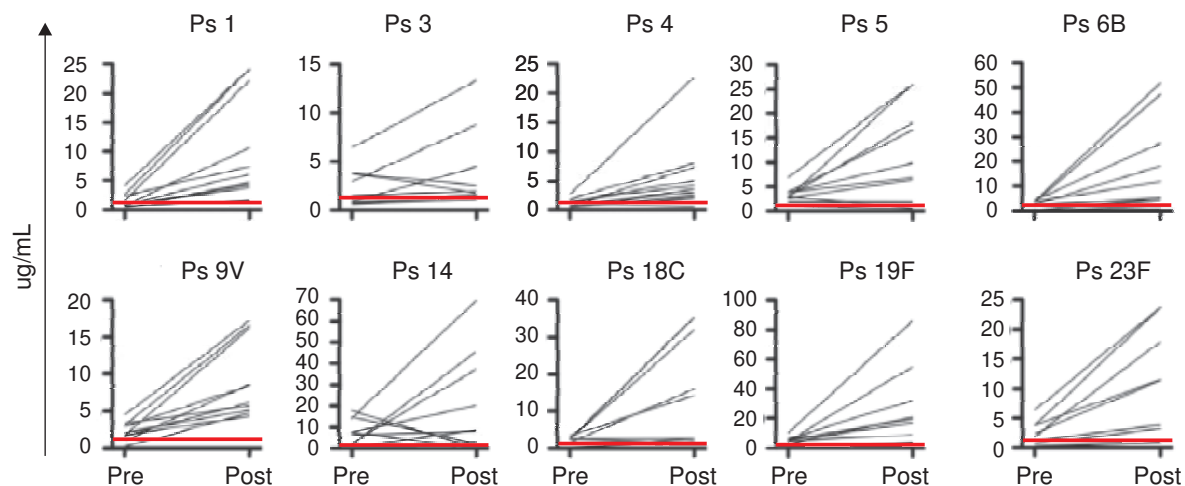 Ps 1 Ps 3 Ps 4 Ps 5 Ps 6B
25 20 15 10 5 0
15 10 5 0
25 20 15 10 5 0
30 25 20 15 10 5 0
60 50 40 30 20 10 0
ug/mL
Ps 9V Ps 14 Ps 18C Ps 19F Ps 23F
20 15 10 5 0
70 60 50 40 30 20 10 0
40 30 20 10 0
100 80 60 40 20 0
25 20 15 10 5 0
Pre Post Pre Post Pre Post Pre Post Pre Post